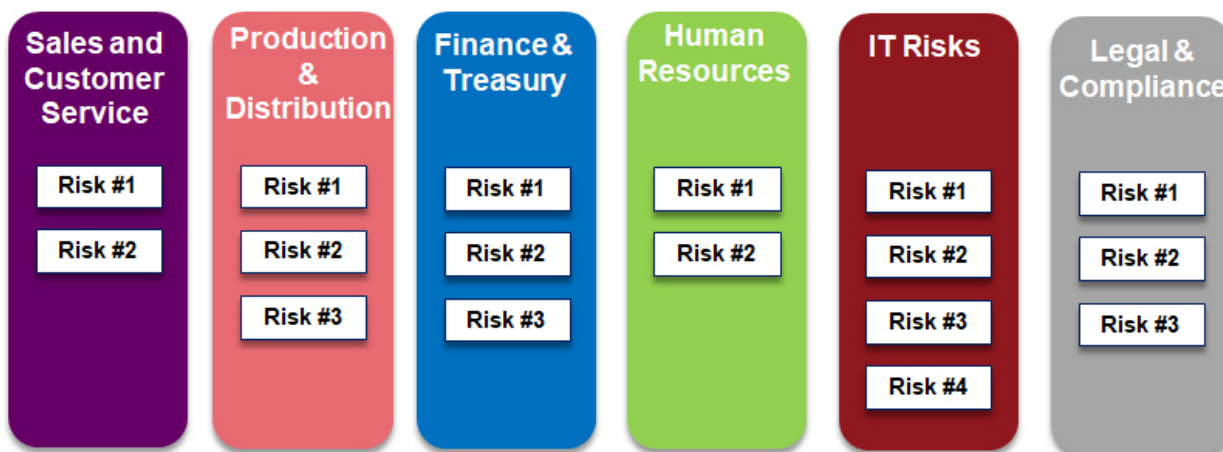 Sales and
Customer
Service
Risk #1
Risk #2
Production
&
Distribution
Risk #1
Risk #2
Risk #3
Finance &
Treasury
Risk #1
Risk #2
Risk #3
Human
Resources
Risk #1
Risk #2
IT Risks
Risk #1
Risk #2
Risk #3
Risk #4
Legal &
Compliance
Risk #1
Risk #2
Risk #3